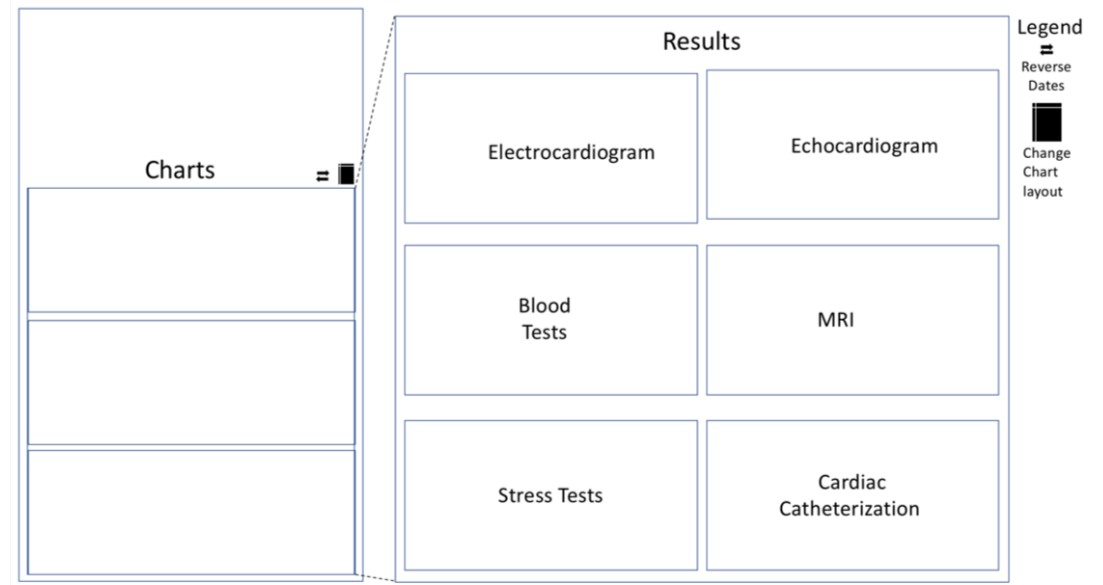 Charts
Results
Electrocardiogram
Echocardiogram
Blood
Tests
MRI
Stress Tests
Cardiac
Catheterization
Legend
Reverse
Dates
Change
Chart
layout